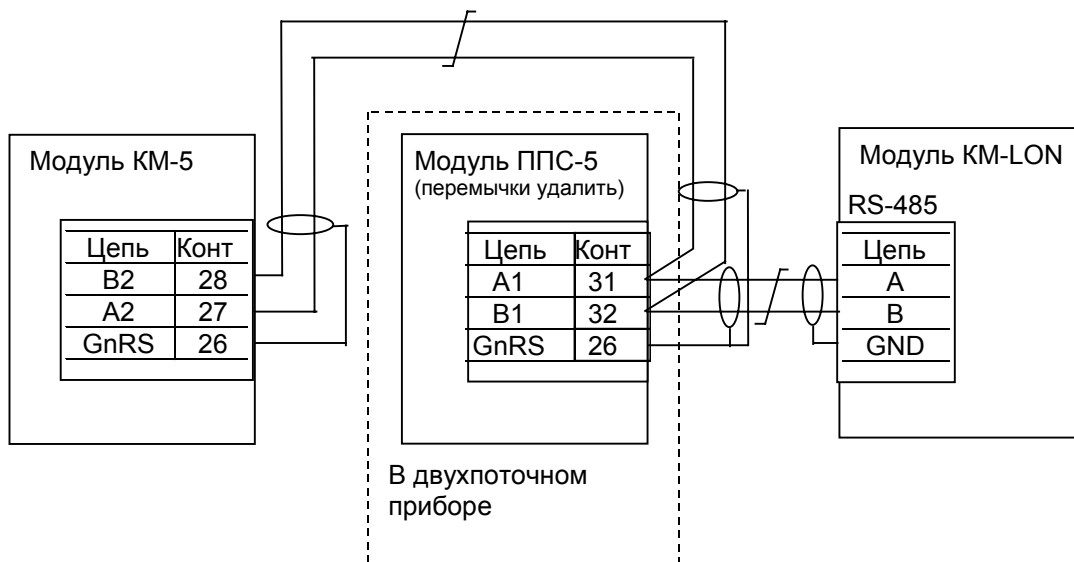 Модуль КМ-5
Цепь Конт
B2 28
A2 27
GnRS 26
Модуль ППС-5
(перемычки удалить)
Цепь Конт
A1 31
B1 32
GnRS 26
В двухпоточном
приборе
Модуль КМ-LON
RS-485
Цепь
A
B
GND